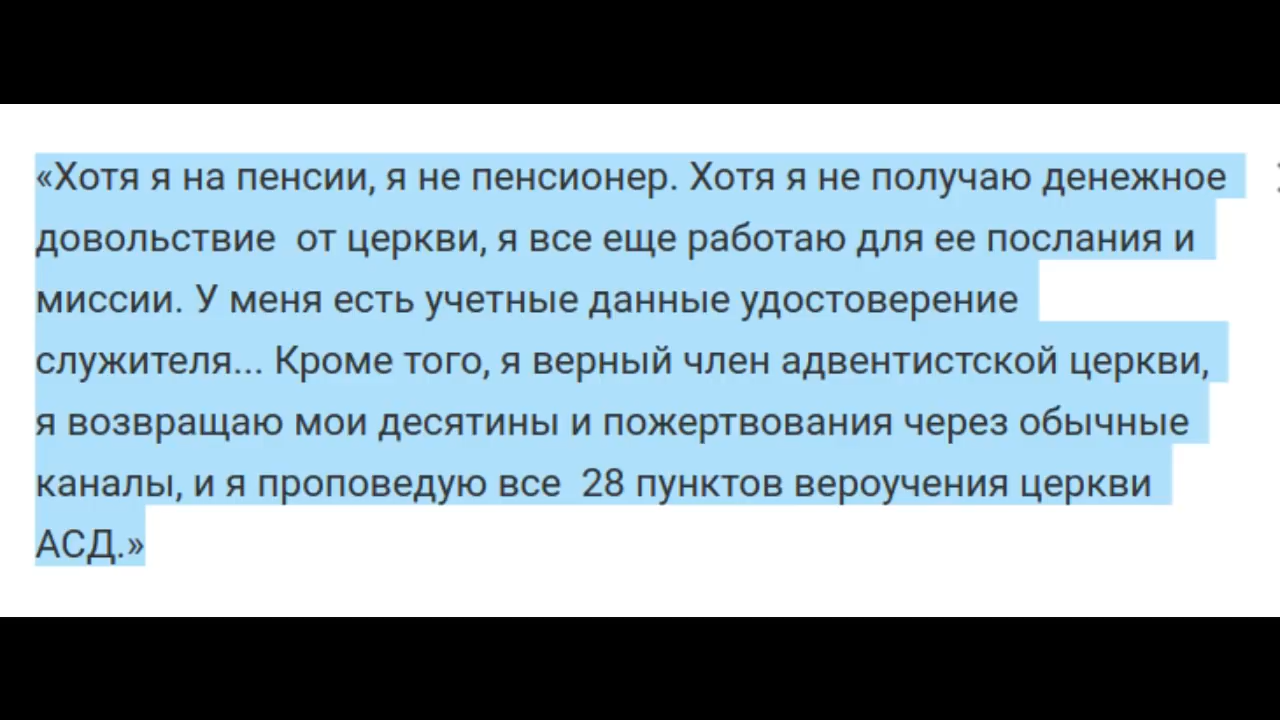 «Хотя я на пенсии, я не пенсионер. Хотя я не получаю денежное
довольствие  от церкви, я все еще работаю для ее послания и
миссии. У меня есть учетные данные удостоверение
служителя... Кроме того, я верный член адвентистской церкви,
я возвращаю мои десятины и пожертвования через обычные
каналы, и я проповедую все  28 пунктов вероучения церкви
АСД.»